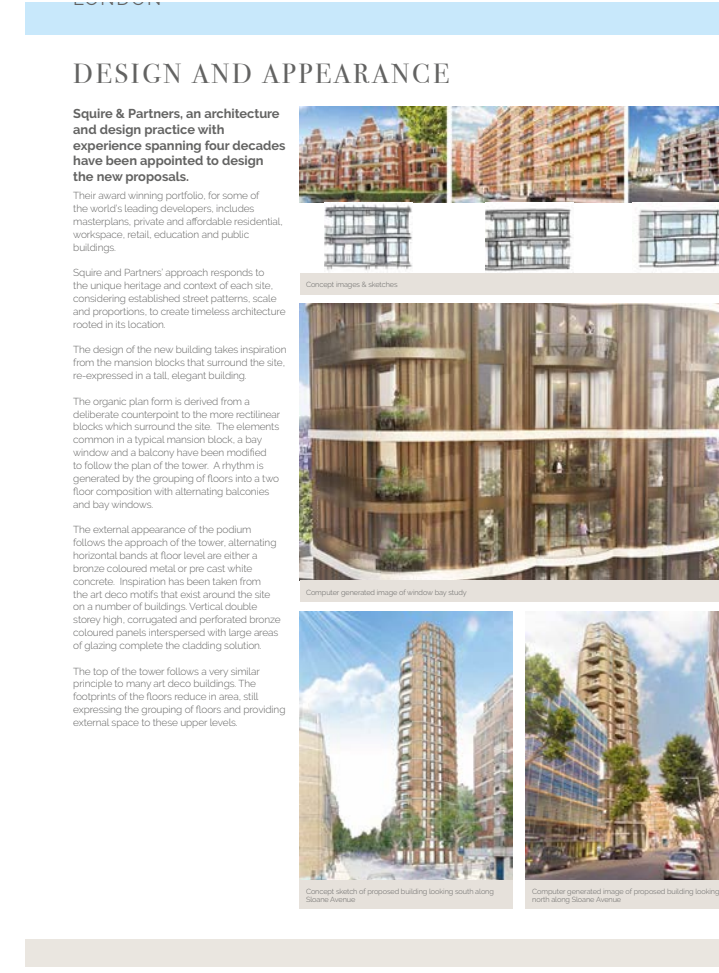 LONDON
DESIGN AND APPEARANCE
Squire & Partners, an architecture
and design practice with
experience spanning four decades
have been appointed to design
the new proposals.
Their award winning portfolio, for some of
the world's leading developers, includes
masterplans, private and affordable residential,
workspace, retail, education and public
buildings.
Squire and Partners' approach responds to
the unique heritage and context of each site,
considering established street patterns, scale
and proportions, to create timeless architecture
rooted in its location.
The design of the new building takes inspiration
from the mansion blocks that surround the site,
re-expressed in a tall, elegant building.
The organic plan form is derived from a
deliberate counterpoint to the more rectilinear
blocks which surround the site. The elements
common in a typical mansion block, a bay
window and a balcony have been modified
to follow the plan of the tower. A rhythm is
generated by the grouping of floors into a two
floor composition with alternating balconies
and bay windows.
The external appearance of the podium
follows the approach of the tower, alternating
horizontal bands at floor level are either a
bronze coloured metal or pre cast white
concrete. Inspiration has been taken from
the art deco motifs that exist around the site
on a number of buildings. Vertical double
storey high, corrugated and perforated bronze
coloured panels interspersed with large areas
of glazing complete the cladding solution.
The top of the tower follows a very similar
principle to many art deco buildings. The
footprints of the floors reduce in area, still
expressing the grouping of floors and providing
external space to these upper levels.
Concept images & sketches
Computer generated image of window bay study
Concept sketch of proposed building looking south along
Sloane Avenue
Computer generated image of proposed building looking
north along Sloane Avenue